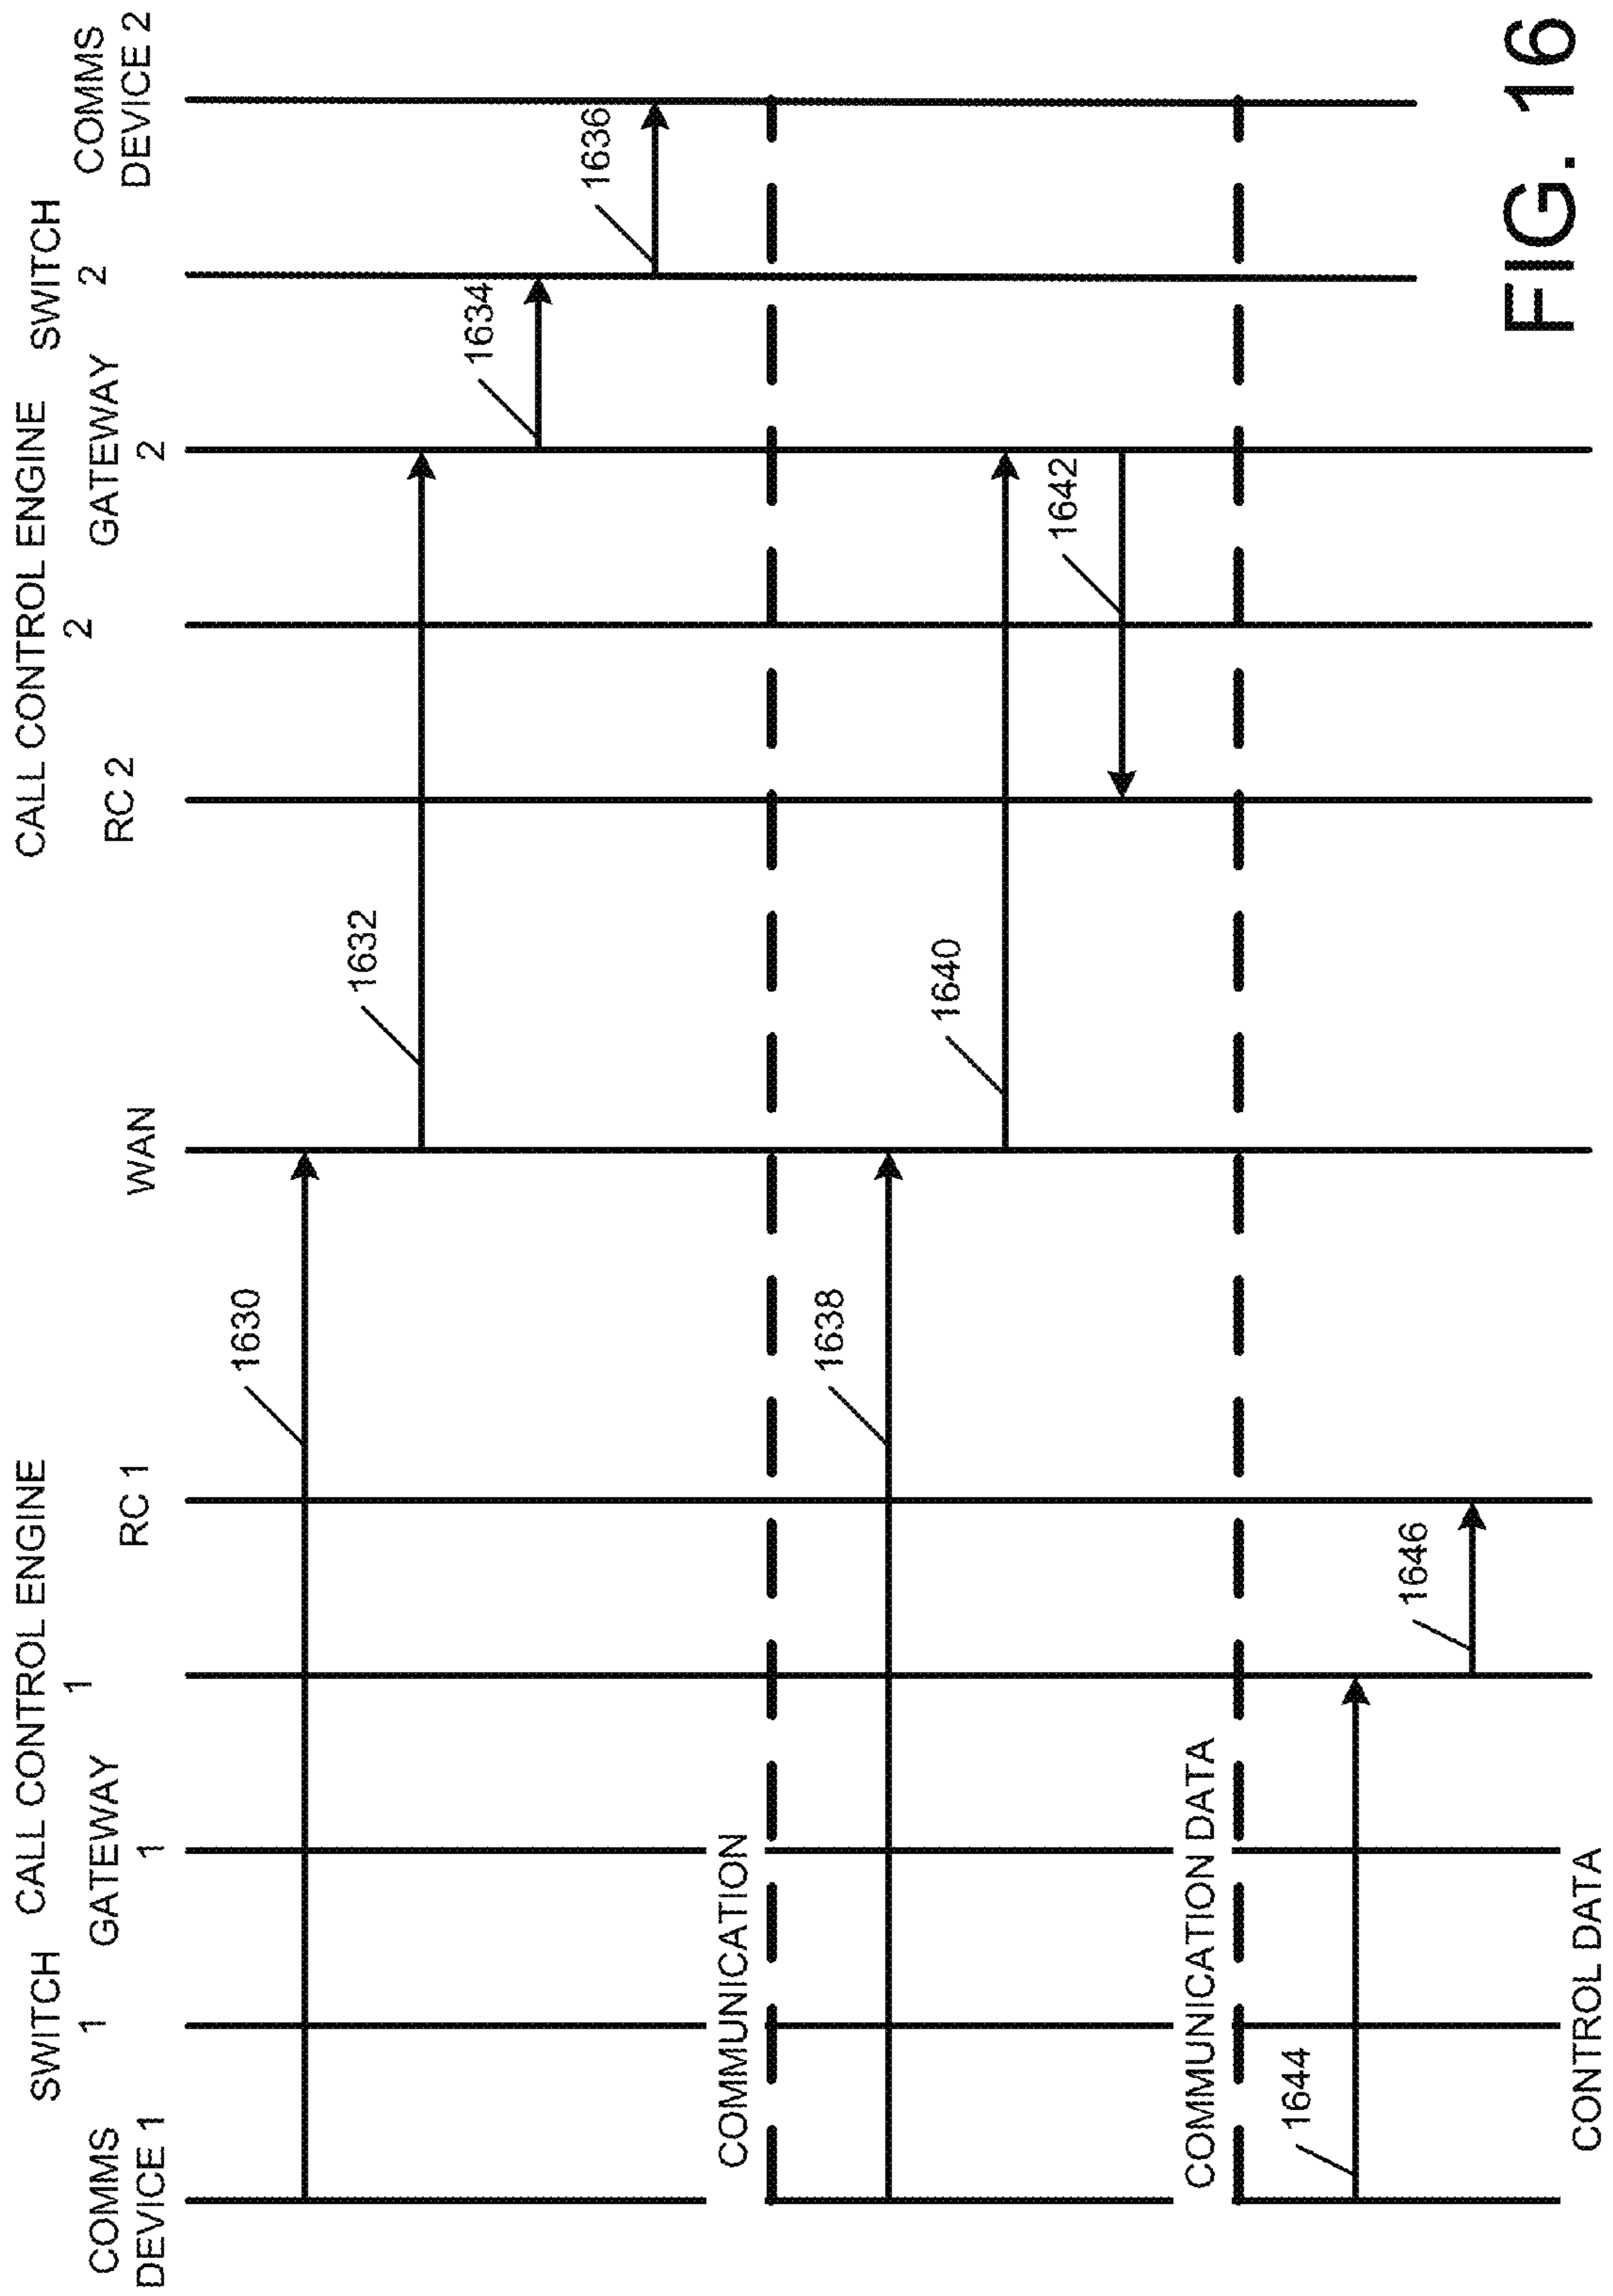 COMMS
DEVICE 1
SWITCH
1
GATEWAY
1
CALL CONTROL ENGINE
1
RC 1
WAN
RC 2
CALL CONTROL ENGINE
2
GATEWAY
2
SWITCH
2
COMMS
DEVICE 2
1630
1632
1634
1636
COMMUNICATION
1638
1640
1642
COMMUNICATION DATA
1644
1646
CONTROL DATA
FIG. 16